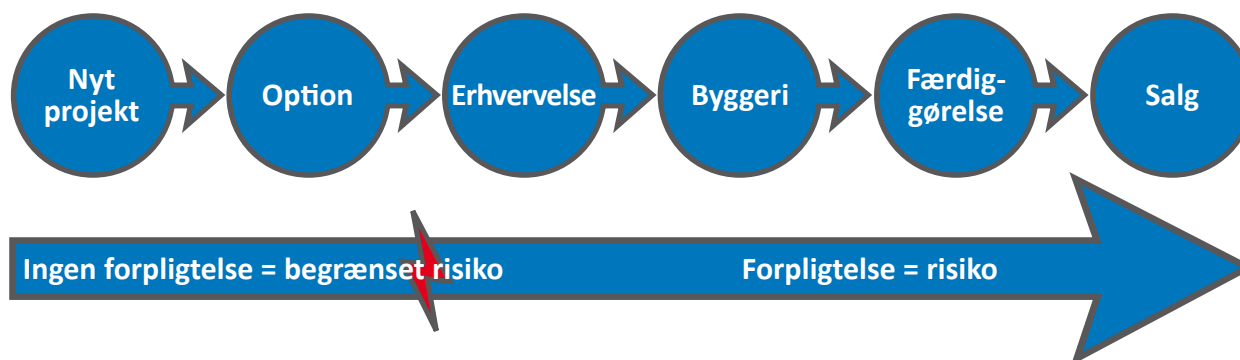 Nyt
projekt
Option
Erhvervelse
Byggeri
Færdig-
gørelse
Salg
Ingen forpligtelse = begrænset risiko
Forpligtelse = risiko